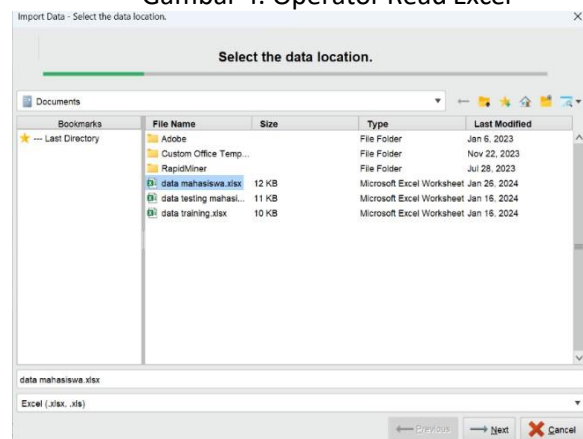 Gambar 4. Operator Read Excel
Import Data - Select the data location.
Select the data location.
Documents
Bookmarks File Name Size Type Last Modified
--- Last Directory Adobe File Folder Jan 6, 2023
Custom Office Temp... File Folder Nov 22, 2023
RapidMiner File Folder Jul 28, 2023
data mahasiswa.xlsx 12 KB Microsoft Excel Worksheet Jan 26, 2024
data testing mahasi... 11 KB Microsoft Excel Worksheet Jan 16, 2024
data training.xlsx 10 KB Microsoft Excel Worksheet Jan 16, 2024
data mahasiswa.xlsx
Excel (.xlsx, .xls)
Previous Next Cancel